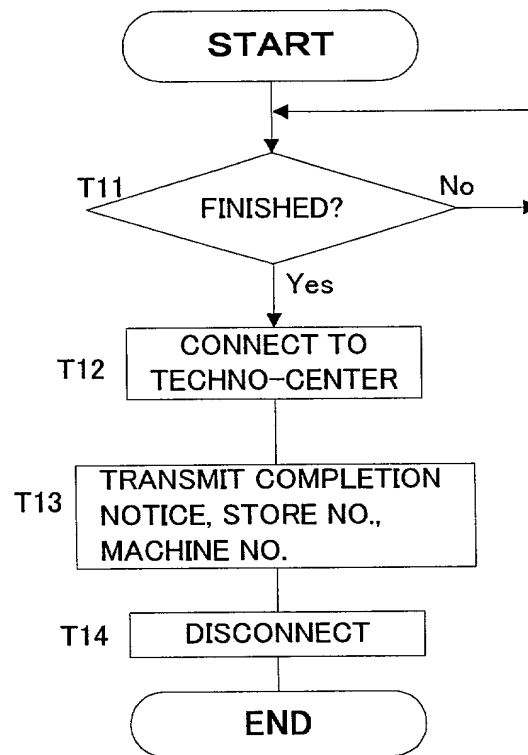 START
T11
FINISHED?
No
Yes
T12
CONNECT TO
TECHNO-CENTER
T13
TRANSMIT COMPLETION
NOTICE, STORE NO.,
MACHINE NO.
T14
DISCONNECT
END